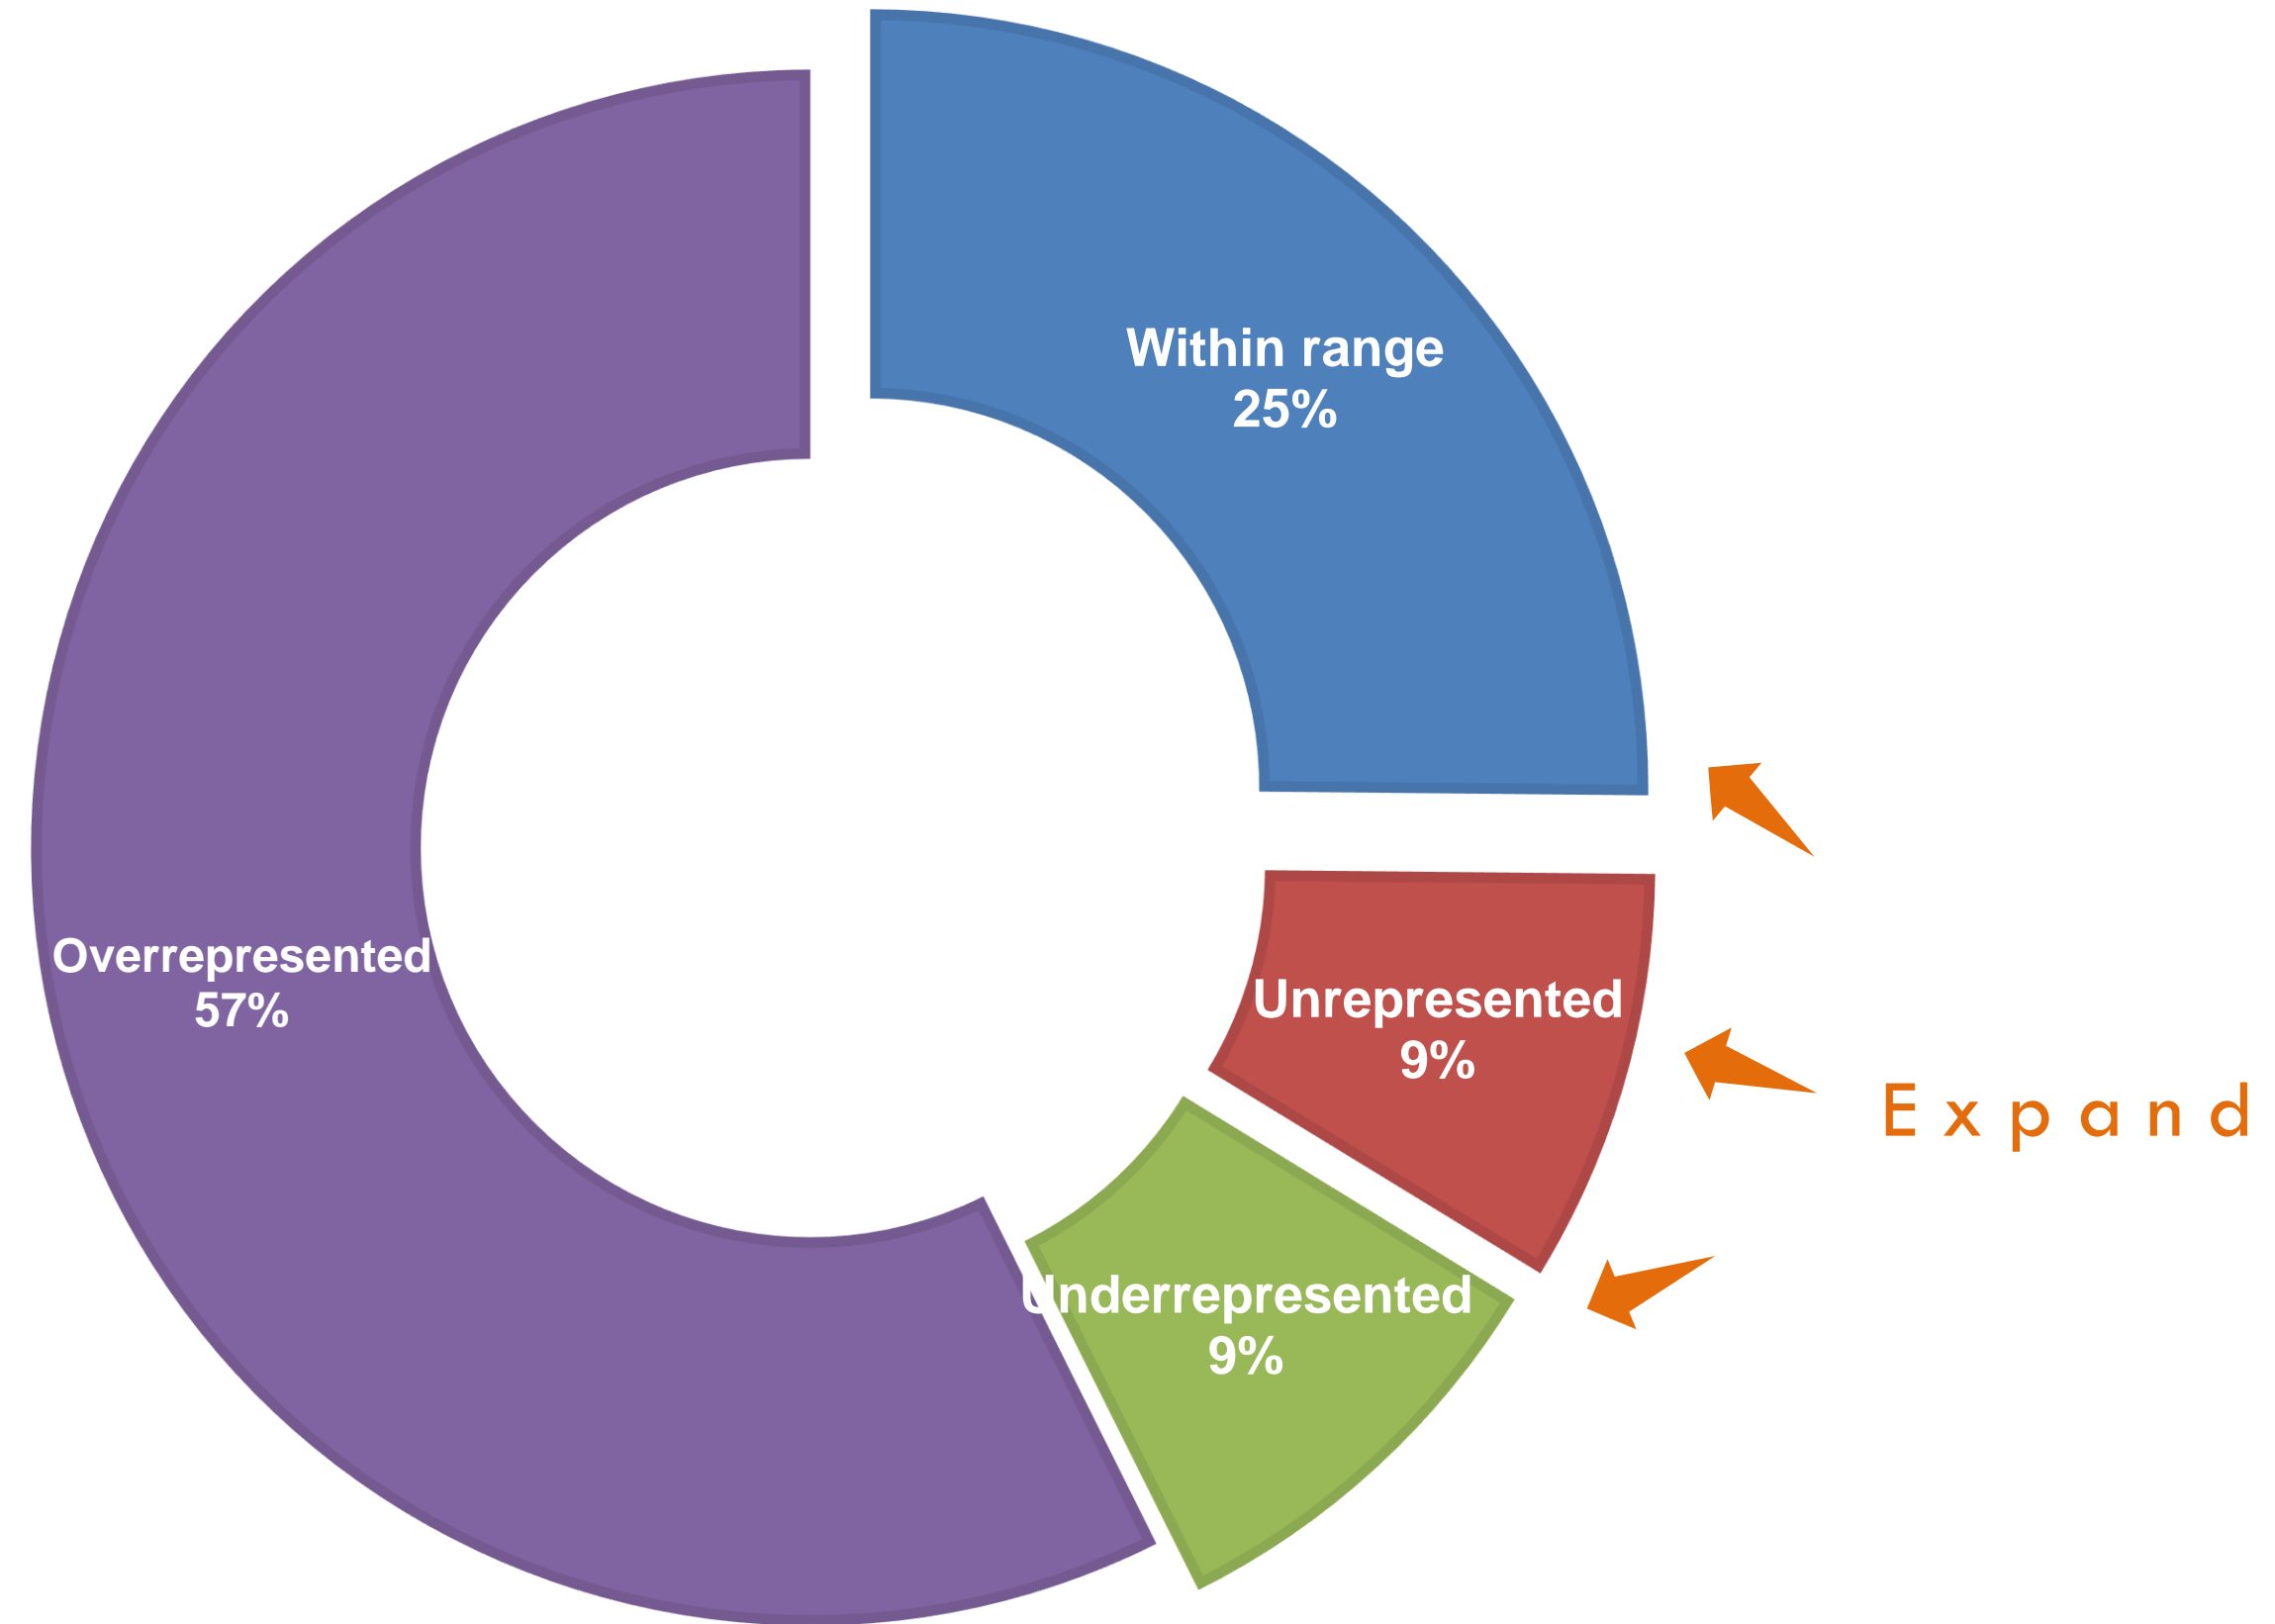 Within range
25%
Overrepresented
57%
Unrepresented
9%
Expand
Underrepresented
9%